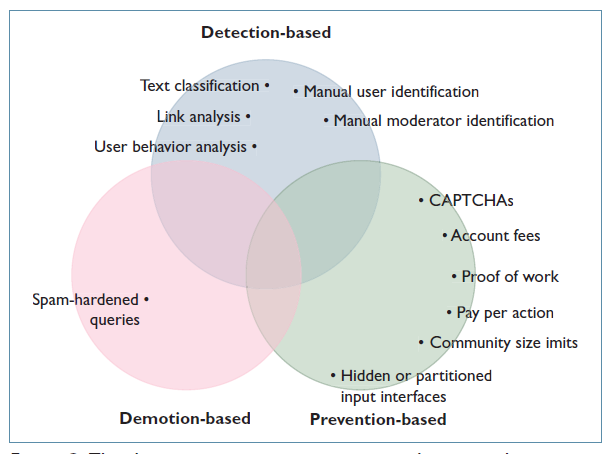 Detection-based
Text classification •
• Manual user identification
Link analysis •
• Manual moderator identification
User behavior analysis •
• CAPTCHAs
• Account fees
• Proof of work
Spam-hardened •
queries
• Pay per action
• Community size imits
• Hidden or partitioned
input interfaces
Demotion-based
Prevention-based